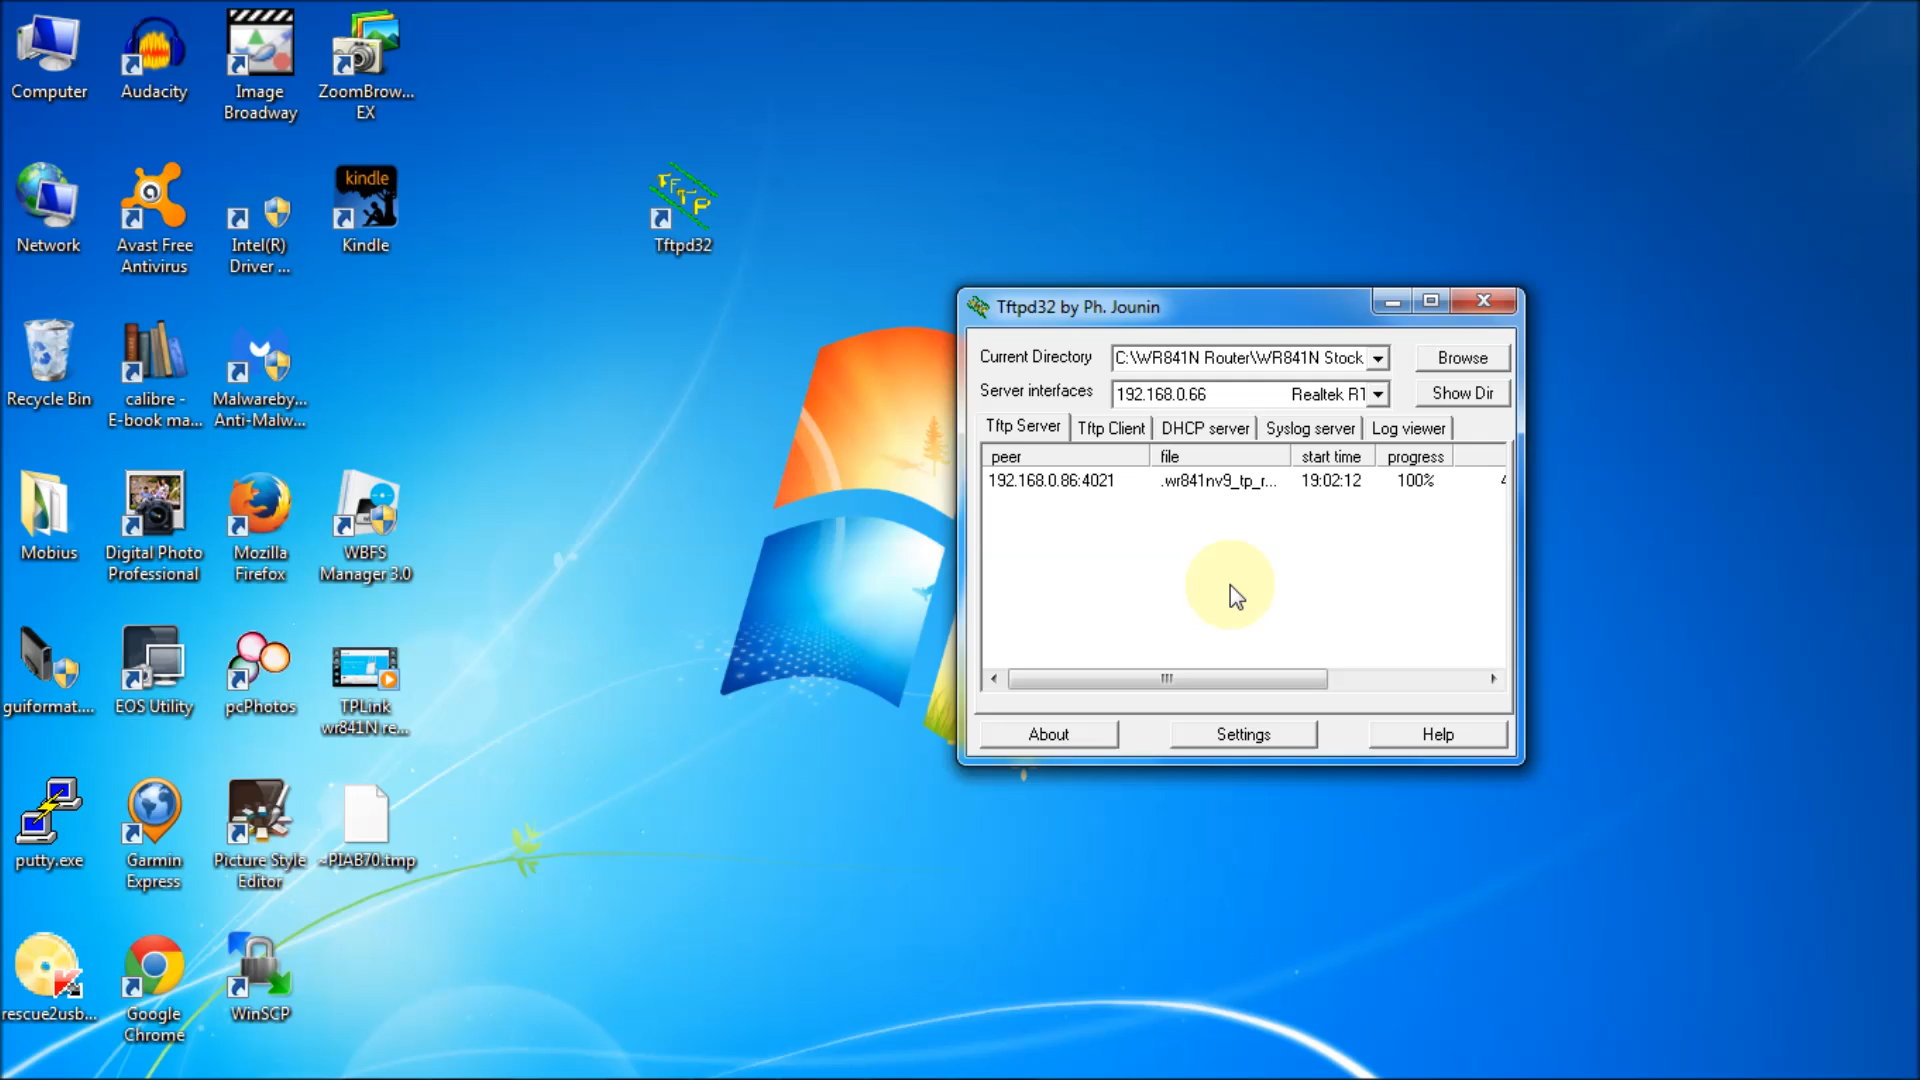 Computer
Audacity
Image
Broadway
ZoomBrow...
EX
Network
Avast Free
Antivirus
Intel(R)
Driver ...
kindle
Kindle
TFTP
Tftpd32
Recycle Bin
calibre -
E-book ma...
Malwareby...
Anti-Malw...
Mobius
Digital Photo
Professional
Mozilla
Firefox
WBFS
Manager 3.0
guiformat....
EOS Utility
pcPhotos
TPLink
wr841N re...
putty.exe
Garmin
Express
Picture Style
Editor
~PIAB70.tmp
rescue2usb...
Google
Chrome
WinSCP
Tftpd32 by Ph. Jounin
Current Directory C:\WR841N Router\WR841N Stock Browse
Server interfaces 192.168.0.66 Realtek RT Show Dir
Tftp Server Tftp Client DHCP server Syslog server Log viewer
peer file start time progress
192.168.0.86:4021 .wr841nv9_tp_r... 19:02:12 100%
About Settings Help